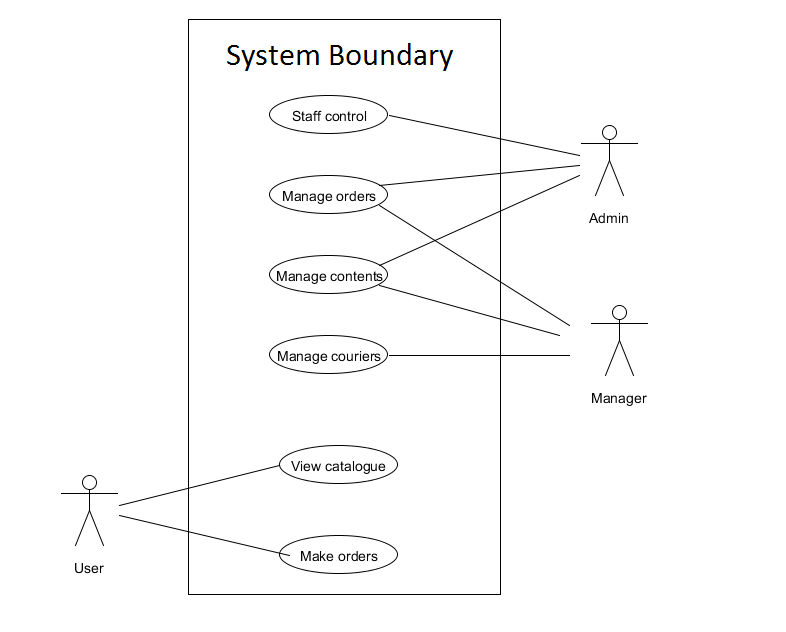 System Boundary
Staff control
Manage orders
Admin
Manage contents
Manage couriers
Manager
View catalogue
Make orders
User